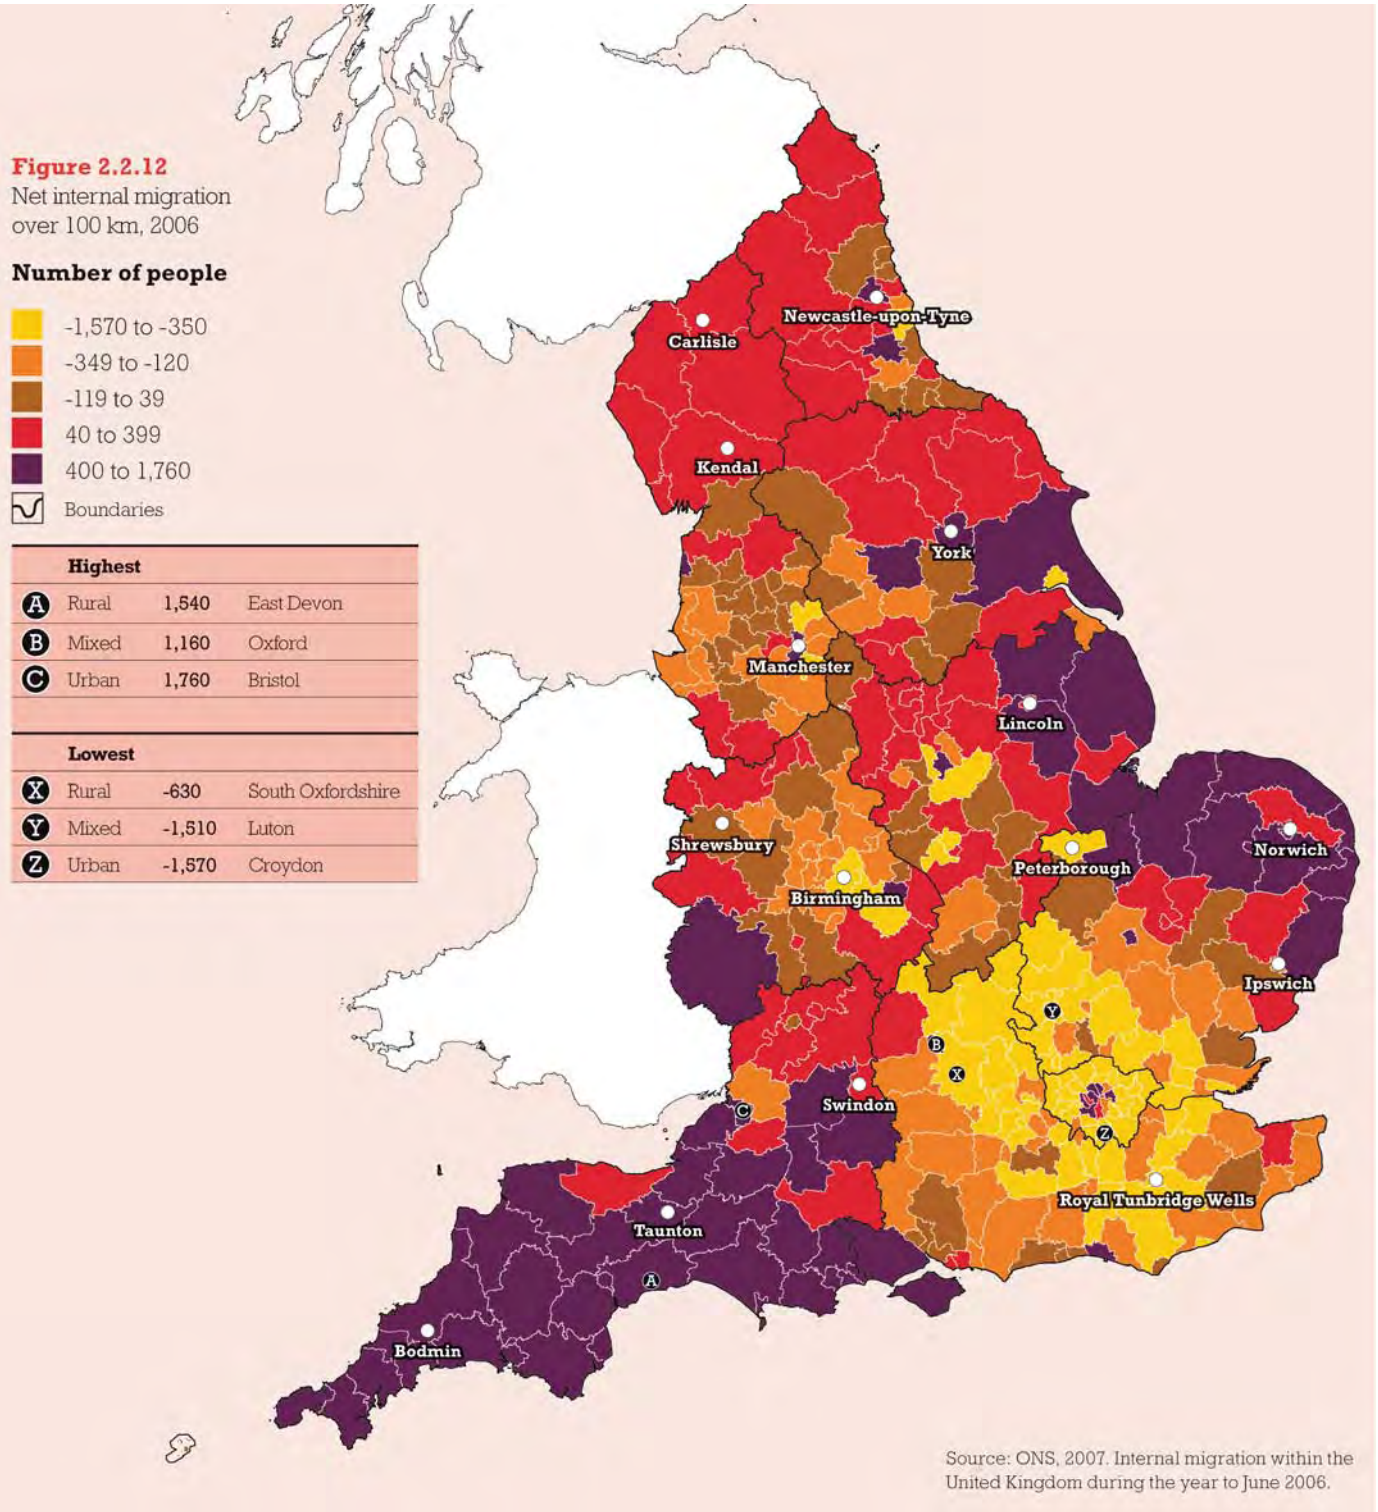 Figure 2.2.12
Net internal migration
over 100 km, 2006
Number of people
-1,570 to -350
-349 to -120
-119 to 39
40 to 399
400 to 1,760
Boundaries
Highest
A Rural 1,540 East Devon
B Mixed 1,160 Oxford
C Urban 1,760 Bristol
Lowest
X Rural -630 South Oxfordshire
Y Mixed -1,510 Luton
Z Urban -1,570 Croydon
Newcastle-upon-Tyne
Carlisle
Kendal
York
Manchester
Lincoln
Shrewsbury
Norwich
Peterborough
Birmingham
Ipswich
Y
B
X
Swindon
C
Z
Royal Tunbridge Wells
Taunton
A
Bodmin
Source: ONS, 2007. Internal migration within the
United Kingdom during the year to June 2006.